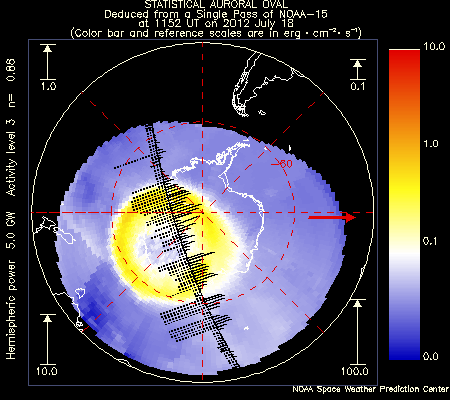 STATISTICAL AURORAL OVAL
Deduced from a Single Pass of NOAA-15
at 1152 UT on 2012 July 18
(Color bar and reference scales are in erg·cm⁻²·s⁻¹)
1.0
0.1
10.0
1.0
0.1
0.0
-60
Hemispheric power 5.0 GW Activity level 3 n= 0.88
10.0
100.0
NOAA Space Weather Prediction Center